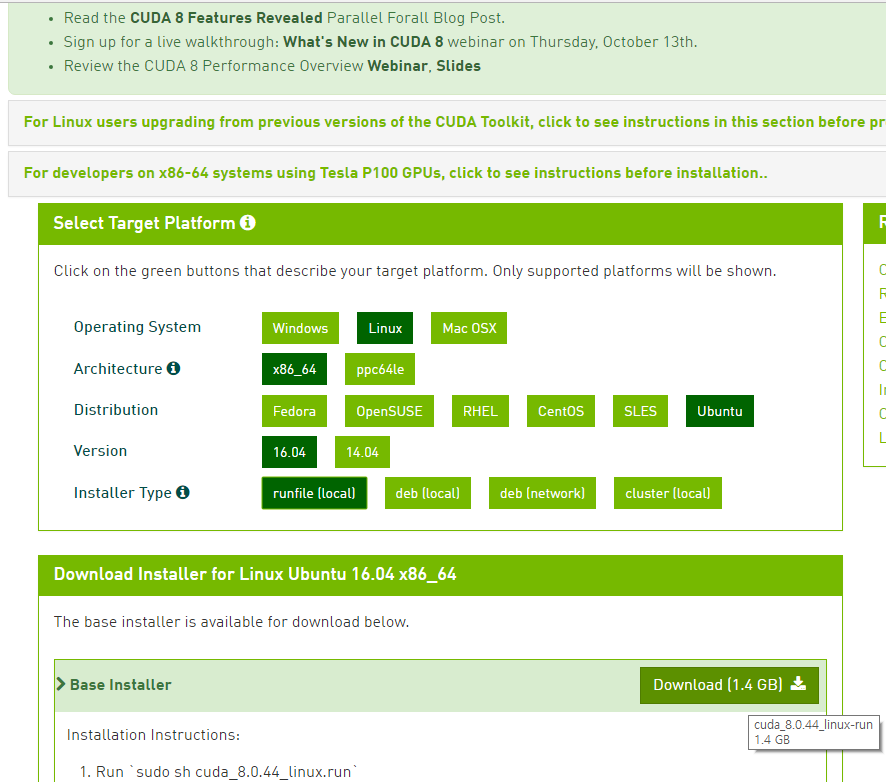 Read the CUDA 8 Features Revealed Parallel Forall Blog Post.
Sign up for a live walkthrough: What's New in CUDA 8 webinar on Thursday, October 13th.
Review the CUDA 8 Performance Overview Webinar, Slides
For Linux users upgrading from previous versions of the CUDA Toolkit, click to see instructions in this section before pr
For developers on x86-64 systems using Tesla P100 GPUs, click to see instructions before installation..
Select Target Platform
Click on the green buttons that describe your target platform. Only supported platforms will be shown.
Operating System Windows Linux Mac OSX
Architecture x86_64 ppc64le
Distribution Fedora OpenSUSE RHEL CentOS SLES Ubuntu
Version 16.04 14.04
Installer Type runfile (local) deb (local) deb (network) cluster (local)
Download Installer for Linux Ubuntu 16.04 x86_64
The base installer is available for download below.
Base Installer Download (1.4 GB)
cuda_8.0.44_linux-run
1.4 GB
Installation Instructions:
1. Run `sudo sh cuda_8.0.44_linux.run`